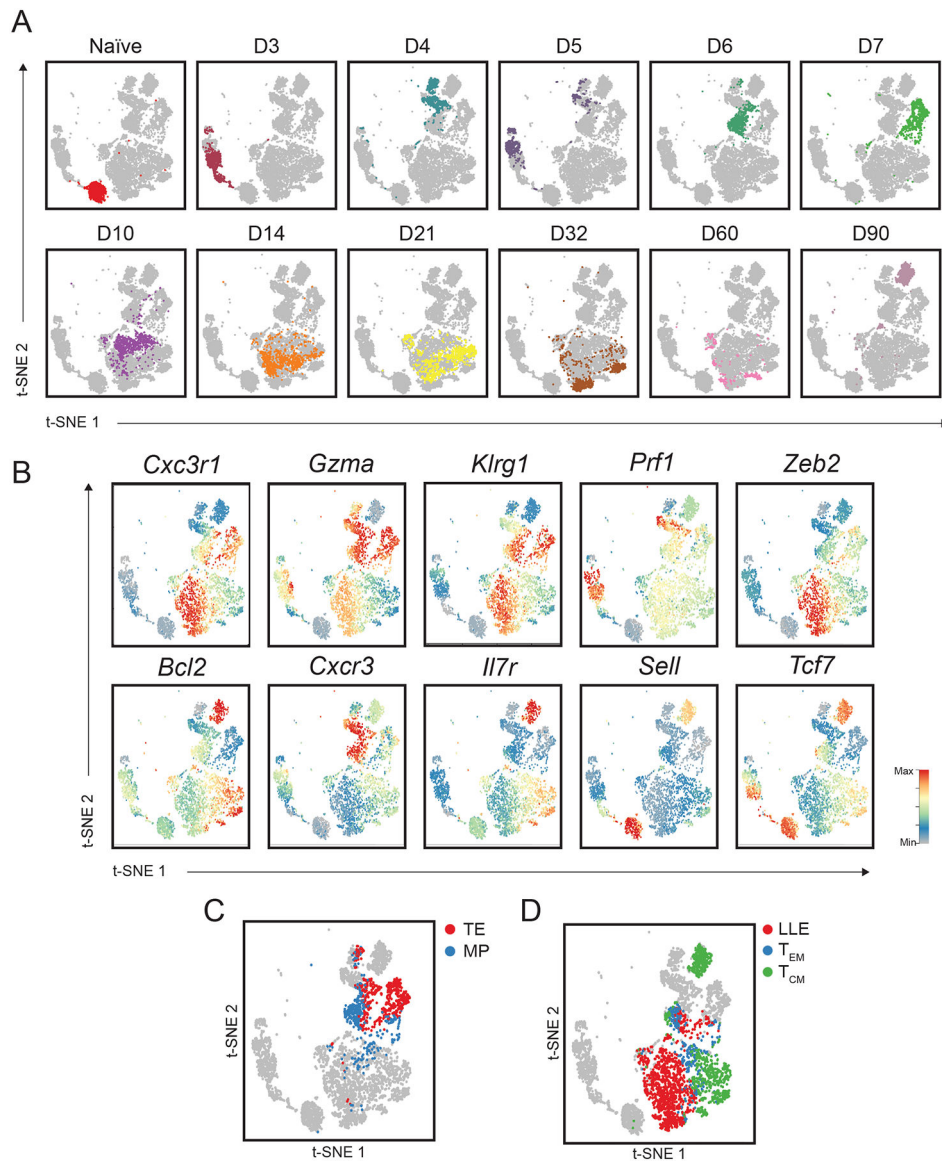 A
Naïve D3 D4 D5 D6 D7
D10 D14 D21 D32 D60 D90
t-SNE 2
t-SNE 1
B
Cxc3r1 Gzma Klrg1 Prf1 Zeb2
Bcl2 Cxcr3 Il7r Sell Tcf7
Max
Min
t-SNE 2
t-SNE 1
C
TE
MP
t-SNE 2
t-SNE 1
D
LLE
TEM
TCM
t-SNE 2
t-SNE 1